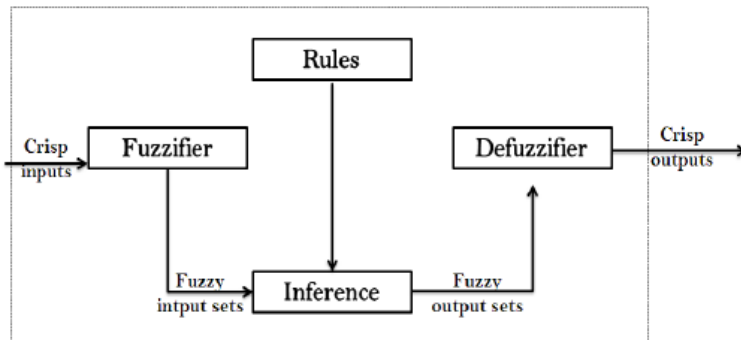 Rules
Crisp
inputs
Fuzzifier
Defuzzifier
Crisp
outputs
Fuzzy
intput sets
Inference
Fuzzy
output sets